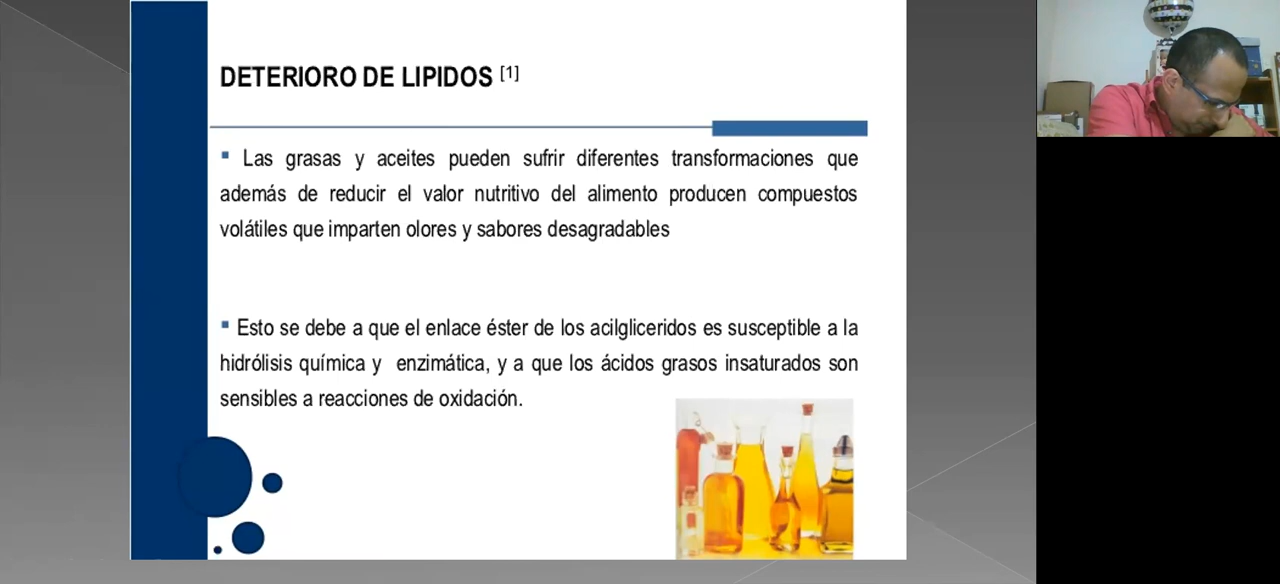 DETERIORO DE LIPIDOS [1]
▪ Las grasas y aceites pueden sufrir diferentes transformaciones que
además de reducir el valor nutritivo del alimento producen compuestos
volátiles que imparten olores y sabores desagradables
▪ Esto se debe a que el enlace éster de los acilgliceridos es susceptible a la
hidrólisis química y enzimática, y a que los ácidos grasos insaturados son
sensibles a reacciones de oxidación.